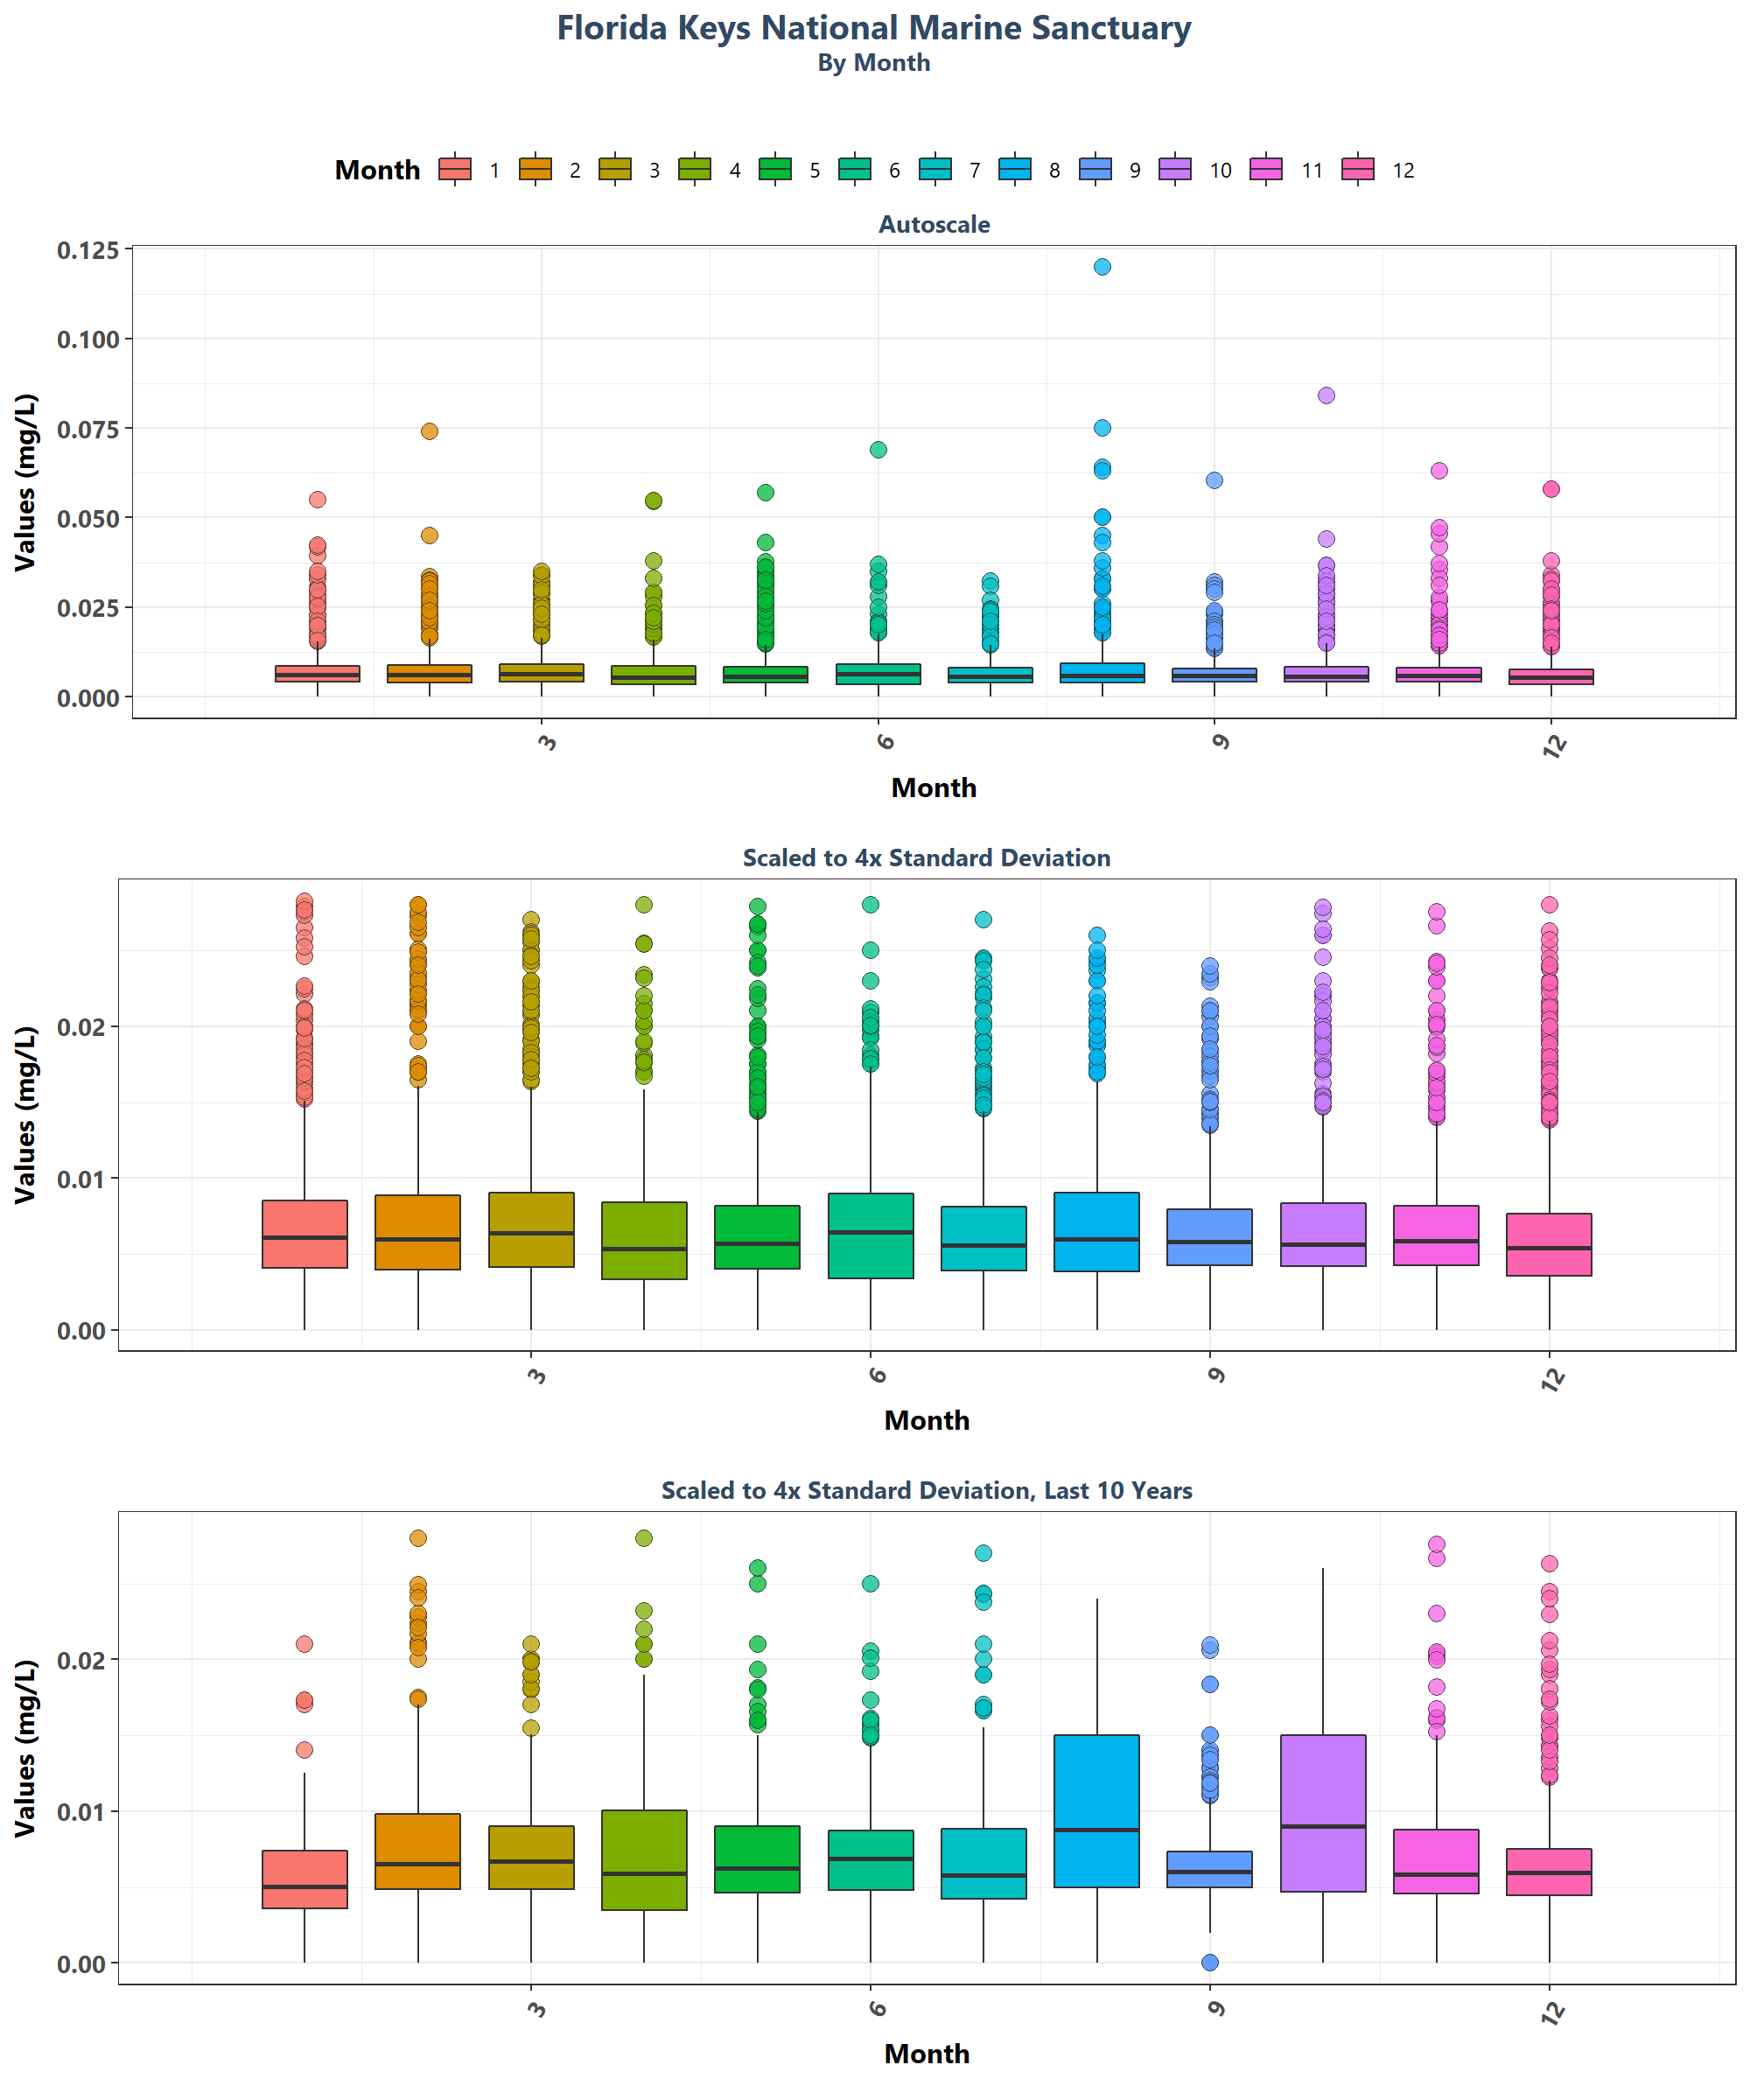 Florida Keys National Marine Sanctuary
By Month
Month 1 2 3 4 5 6 7 8 9 10 11 12
Autoscale
Values (mg/L)
0.125
0.100
0.075
0.050
0.025
0.000
3 6 9 12
Month
Scaled to 4x Standard Deviation
Values (mg/L)
0.02
0.01
0.00
3 6 9 12
Month
Scaled to 4x Standard Deviation, Last 10 Years
Values (mg/L)
0.02
0.01
0.00
3 6 9 12
Month